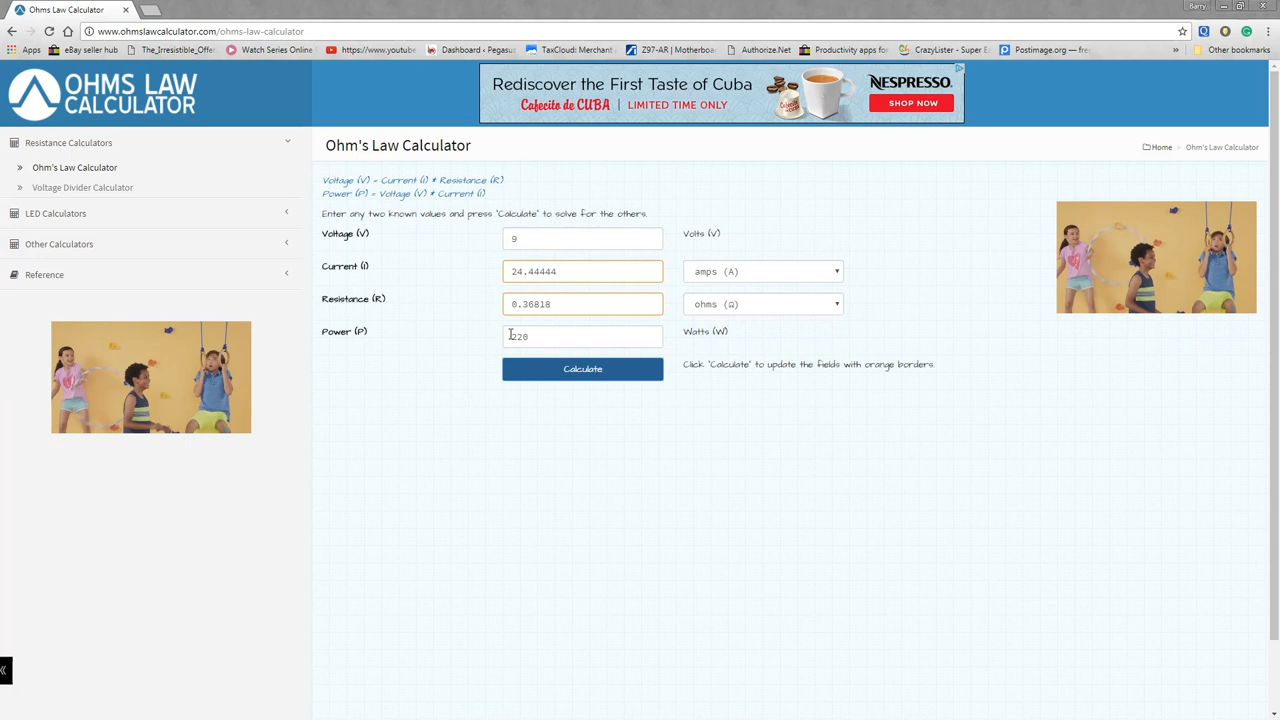 Ohms Law Calculator
Barry
www.ohmslawcalculator.com/ohms-law-calculator
Apps
eBay seller hub
The_Irresistible_Offer
Watch Series Online
https://www.youtube
Dashboard ‹ Pegasus
TaxCloud: Merchant
Z97-AR | Motherboard
Authorize.Net
Productivity apps for
CrazyLister - Super E
Postimage.org — fre
»
Other bookmarks
OHMS LAW
CALCULATOR
Rediscover the First Taste of Cuba
Cafecito de CUBA | LIMITED TIME ONLY
NESPRESSO.
SHOP NOW
Resistance Calculators
» Ohm's Law Calculator
» Voltage Divider Calculator
LED Calculators
Other Calculators
Reference
Ohm's Law Calculator
Home > Ohm's Law Calculator
Voltage (V) = Current (I) * Resistance (R)
Power (P) = Voltage (V) * Current (I)
Enter any two known values and press "Calculate" to solve for the others.
Voltage (V) 9 Volts (V)
Current (I) 24.44444 amps (A)
Resistance (R) 0.36818 ohms (Ω)
Power (P) 220 Watts (W)
Calculate
Click "Calculate" to update the fields with orange borders.